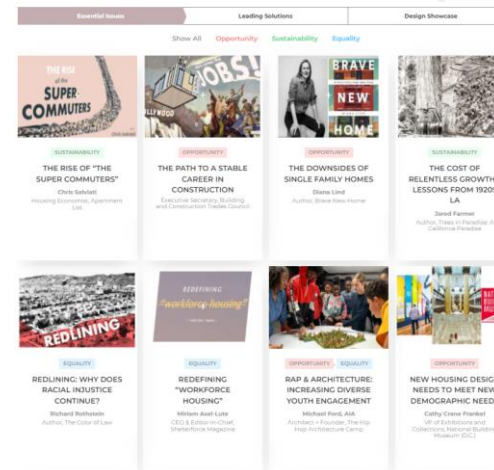 Essential Issues
Leading Solutions
Design Showcase
Show All
Opportunity
Sustainability
Equality
THE RISE
of the
SUPER
COMMUTERS
SUSTAINABILITY
THE RISE OF "THE
SUPER COMMUTERS"
Chris Salviati
Housing Economist, Apartment
List
JOBS!
OPPORTUNITY
THE PATH TO A STABLE
CAREER IN
CONSTRUCTION
Executive Secretary, Building
and Construction Trades Council
BRAVE
NEW
HOME
OPPORTUNITY
THE DOWNSIDES OF
SINGLE FAMILY HOMES
Diana Lind
Author, Brave New Home
SUSTAINABILITY
THE COST OF
RELENTLESS GROWTH
LESSONS FROM 1920S
LA
Jared Farmer
Author, Trees in Paradise: A
California Paradise
REDLINING
EQUALITY
REDLINING: WHY DOES
RACIAL INJUSTICE
CONTINUE?
Richard Rothstein
Author, The Color of Law
REDEFINING
"workforce housing"
EQUALITY
REDEFINING
"WORKFORCE
HOUSING"
Miriam Axel-Lute
CEO & Editor-in-Chief,
Shelterforce Magazine
OPPORTUNITY, EQUALITY
RAP & ARCHITECTURE:
INCREASING DIVERSE
YOUTH ENGAGEMENT
Michael Ford, AIA
Architect + Founder, The Hip
Hop Architecture Camp
OPPORTUNITY
NEW HOUSING DESIG
NEEDS TO MEET NEW
DEMOGRAPHIC NEED
Cathy Crane Frankel
VP of Exhibitions and
Collections, National Building
Museum (D.C.)